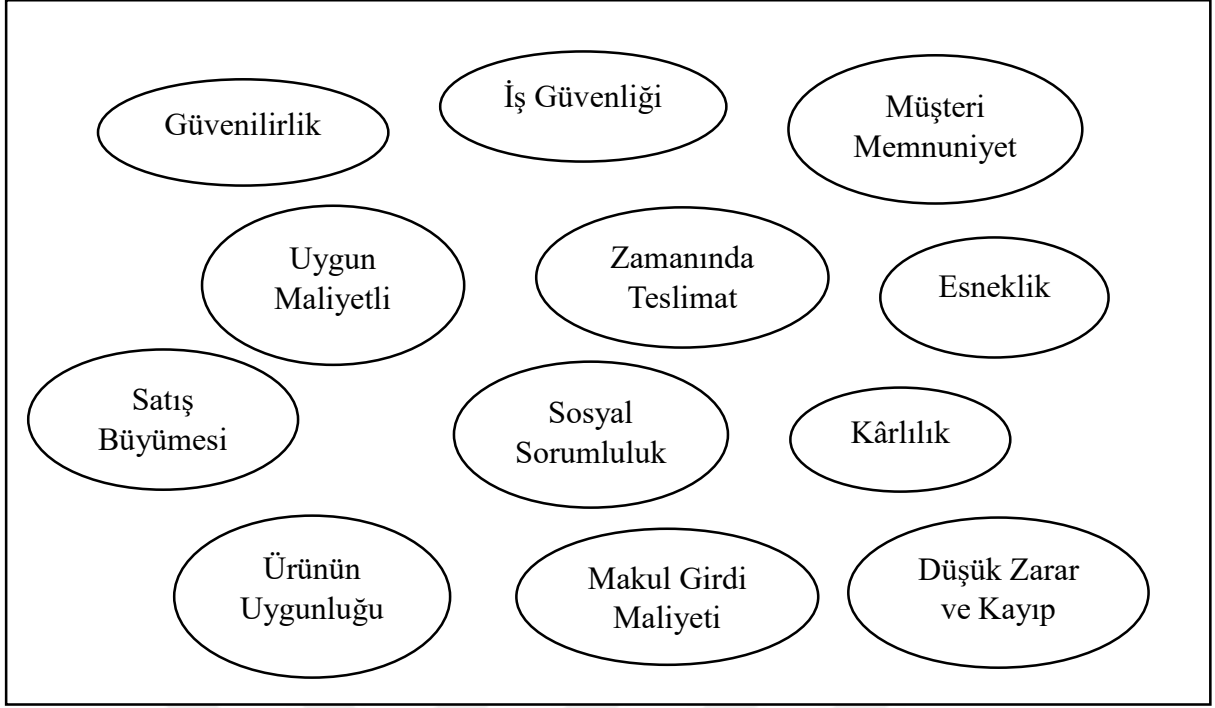 Güvenilirlik
İş Güvenliği
Müşteri
Memnuniyet
Uygun
Maliyetli
Zamanında
Teslimat
Esneklik
Satış
Büyümesi
Sosyal
Sorumluluk
Kârlılık
Ürünün
Uygunluğu
Makul Girdi
Maliyeti
Düşük Zarar
ve Kayıp